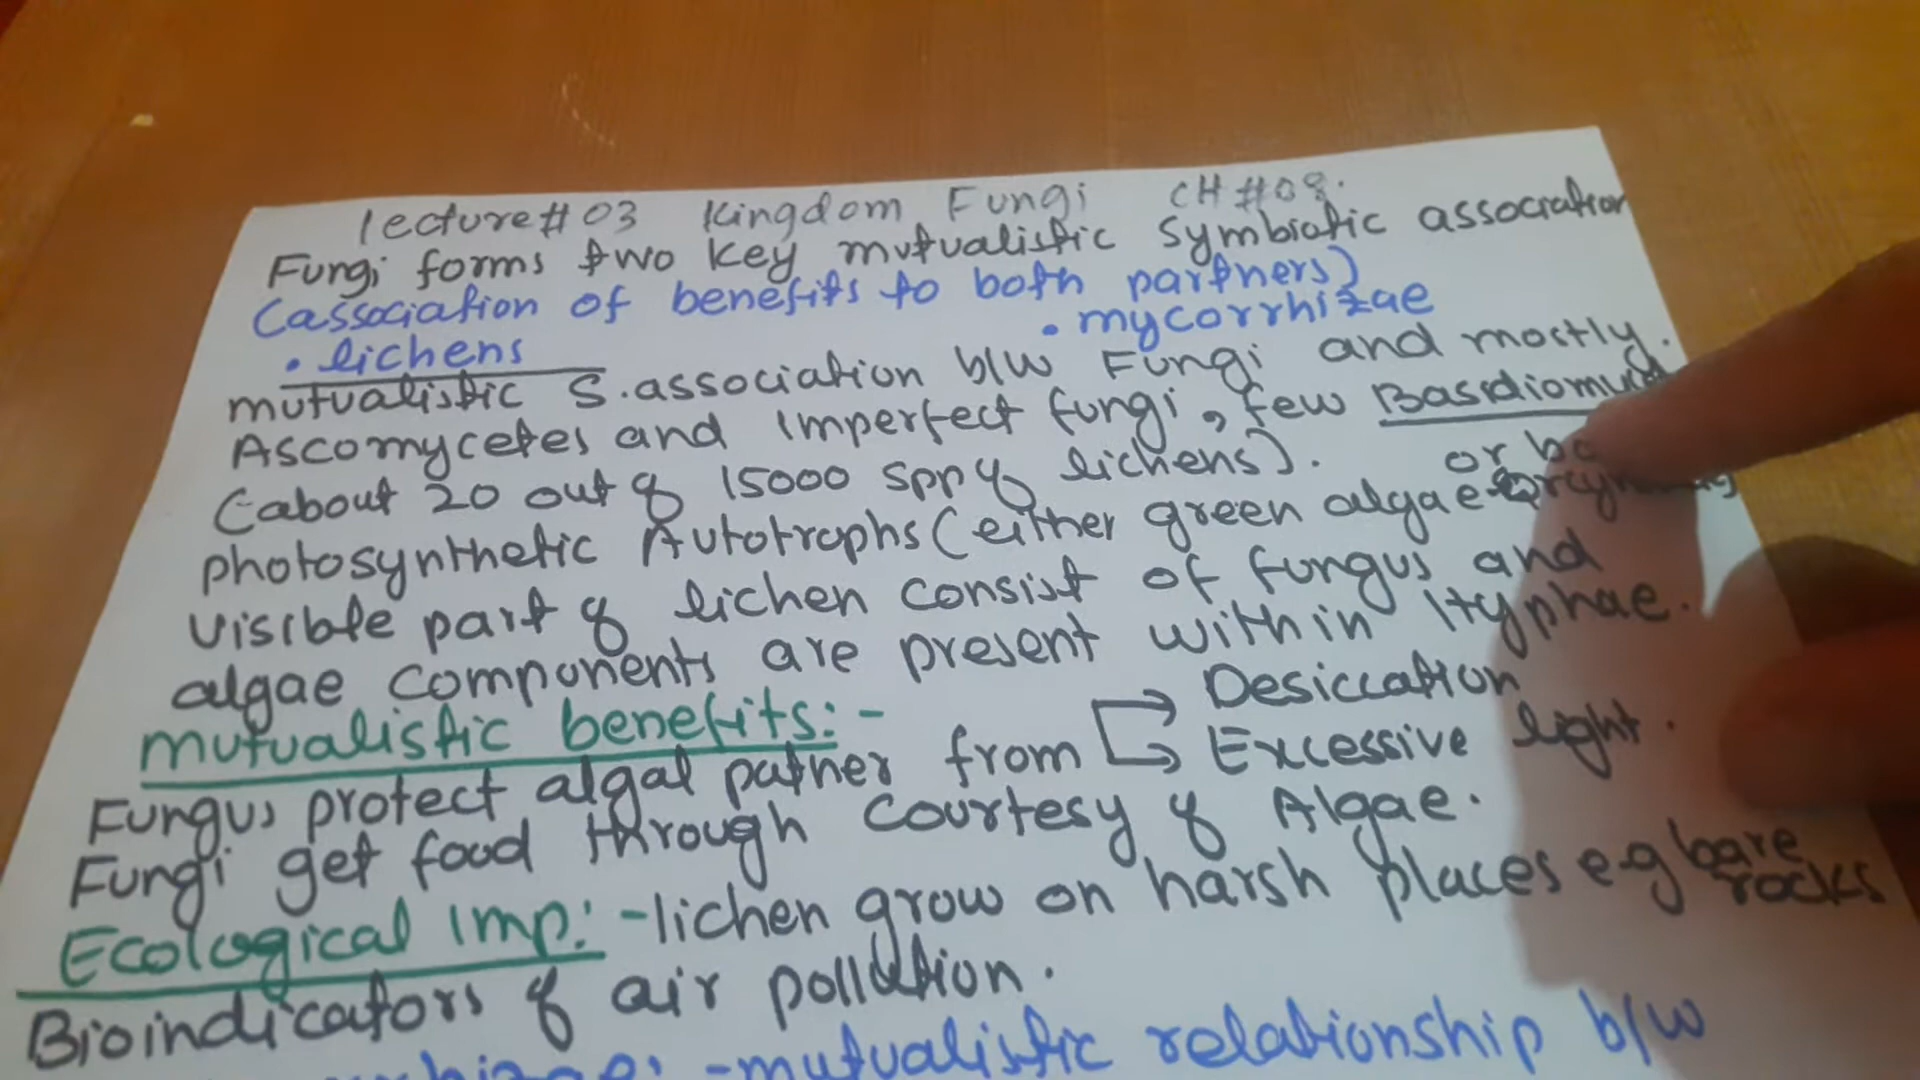 lecture#03 Kingdom Fungi CH#08.
Fungi forms two key mutualistic symbiotic association
(association of benefits to both partners)
• lichens • mycorrhizae
mutualistic S.association b/w Fungi and mostly.
Ascomycetes and Imperfect fungi, few
(about 20 out of 15000 spp of lichens). or
photosynthetic Autotrophs (either green algae
Visible part of lichen consist of fungus and
algae components are present within Hyphae.
mutualistic benefits:-
Fungus protect algal patner from Desiccation
Excessive light.
Fungi get food through courtesy of Algae.
Ecological Imp:-lichen grow on harsh places e.g bare
rocks
Bioindicators of air pollution.
:-mutualistic relationship b/w